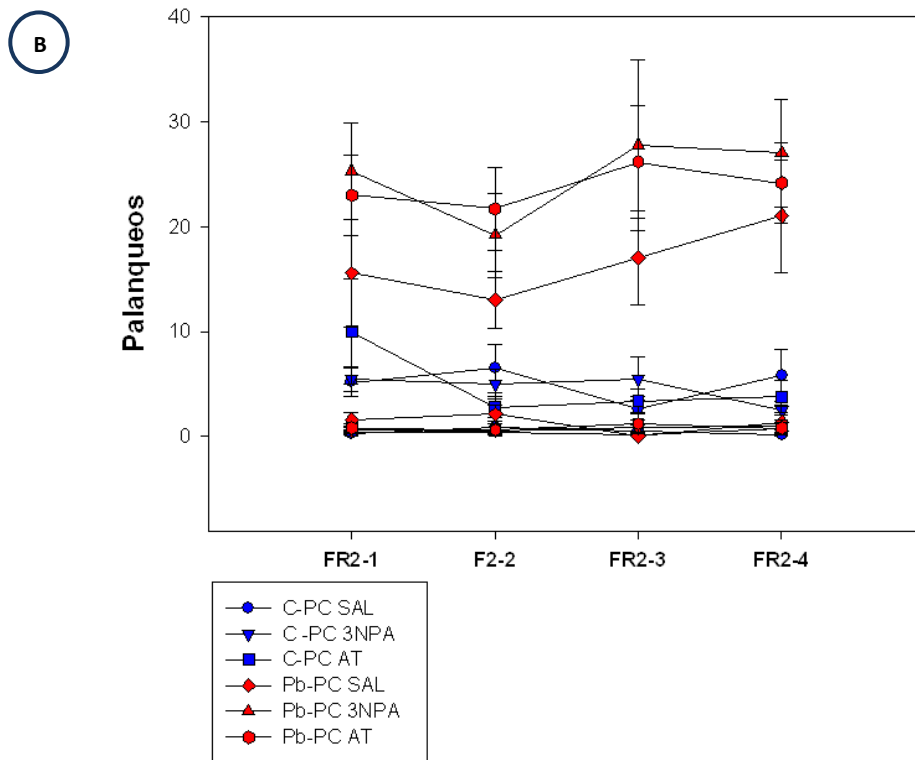 B
40
30
20
10
0
Palanqueos
FR2-1 F2-2 FR2-3 FR2-4
C-PC SAL
C -PC 3NPA
C-PC AT
Pb-PC SAL
Pb-PC 3NPA
Pb-PC AT